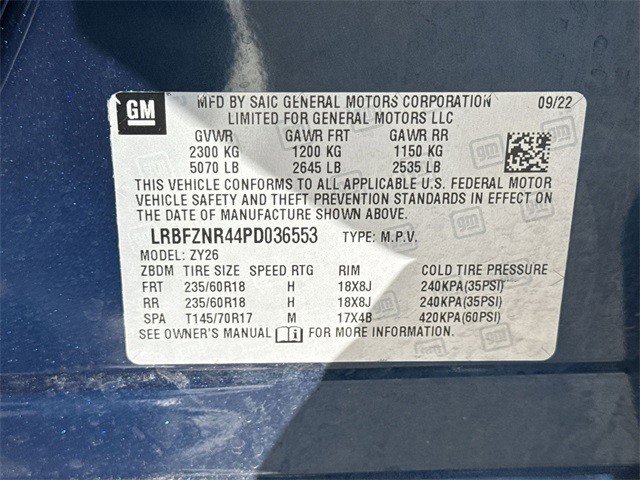 GM
MFD BY SAIC GENERAL MOTORS CORPORATION 09/22
LIMITED FOR GENERAL MOTORS LLC
GVWR GAWR FRT GAWR RR
2300 KG 1200 KG 1150 KG
5070 LB 2645 LB 2535 LB
THIS VEHICLE CONFORMS TO ALL APPLICABLE U.S. FEDERAL MOTOR
VEHICLE SAFETY AND THEFT PREVENTION STANDARDS IN EFFECT ON
THE DATE OF MANUFACTURE SHOWN ABOVE.
LRBFZNR44PD036553 TYPE: M.P.V.
MODEL: ZY26
ZBDM TIRE SIZE SPEED RTG RIM COLD TIRE PRESSURE
FRT 235/60R18 H 18X8J 240KPA(35PSI)
RR 235/60R18 H 18X8J 240KPA(35PSI)
SPA T145/70R17 M 17X4B 420KPA(60PSI)
SEE OWNER'S MANUAL FOR MORE INFORMATION.